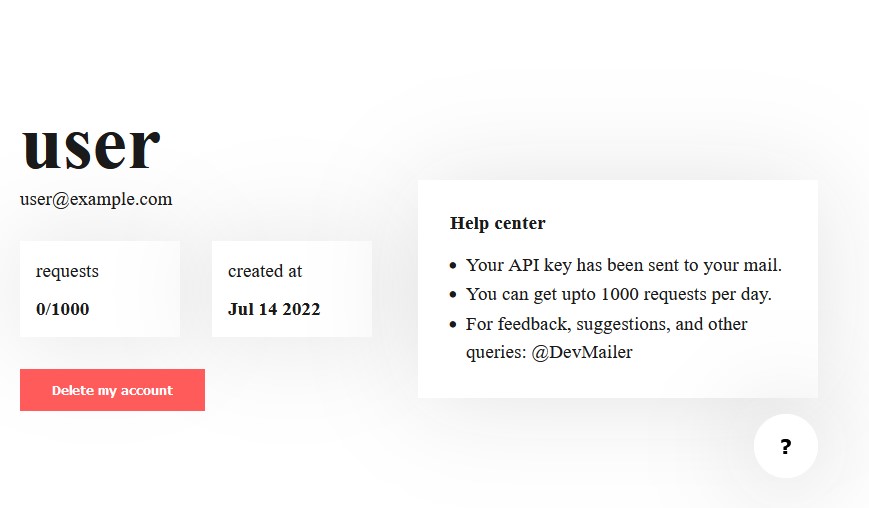 user
user@example.com
requests
0/1000
created at
Jul 14 2022
Delete my account
Help center
Your API key has been sent to your mail.
You can get upto 1000 requests per day.
For feedback, suggestions, and other
queries: @DevMailer
?